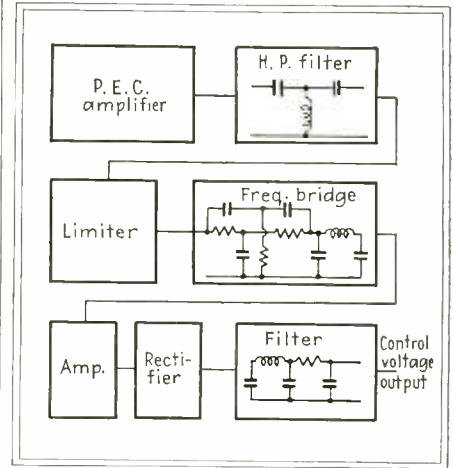 P.E.C.
amplifier
H.P. filter
Limiter
Freq. bridge
Amp.
Recti-
fier
Filter
Control
voltage
output